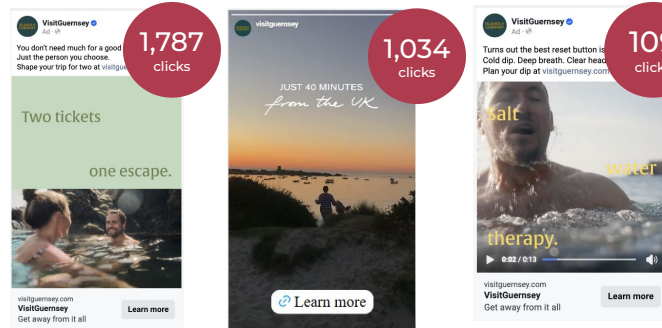 VisitGuernsey
Ad
You don't need much for a good
Just the person you choose.
Shape your trip for two at
1,787
clicks
Two tickets
one escape.
visitguernsey.com
VisitGuernsey
Get away from it all
Learn more
visitguernsey
1,034
clicks
JUST 40 MINUTES
from the UK
Learn more
VisitGuernsey
Ad
Turns out the best reset button is
Cold dip. Deep breath. Clear head
Plan your dip at visitguernsey.com
Salt
water
therapy.
0:02 / 0:13
visitguernsey.com
VisitGuernsey
Get away from it all
Learn more